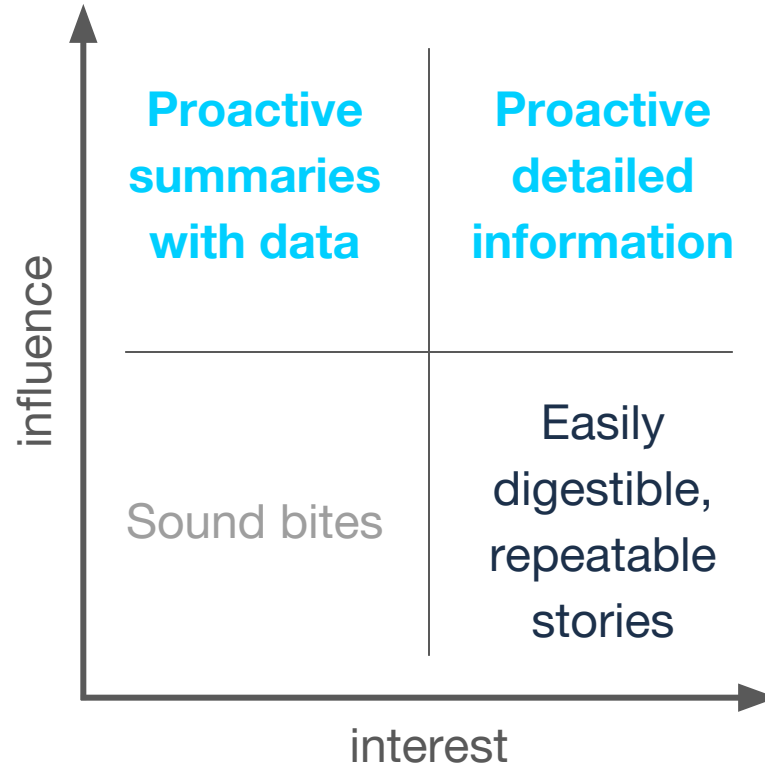 Proactive
summaries
with data
Proactive
detailed
information
influence
Sound bites
Easily
digestible,
repeatable
stories
interest